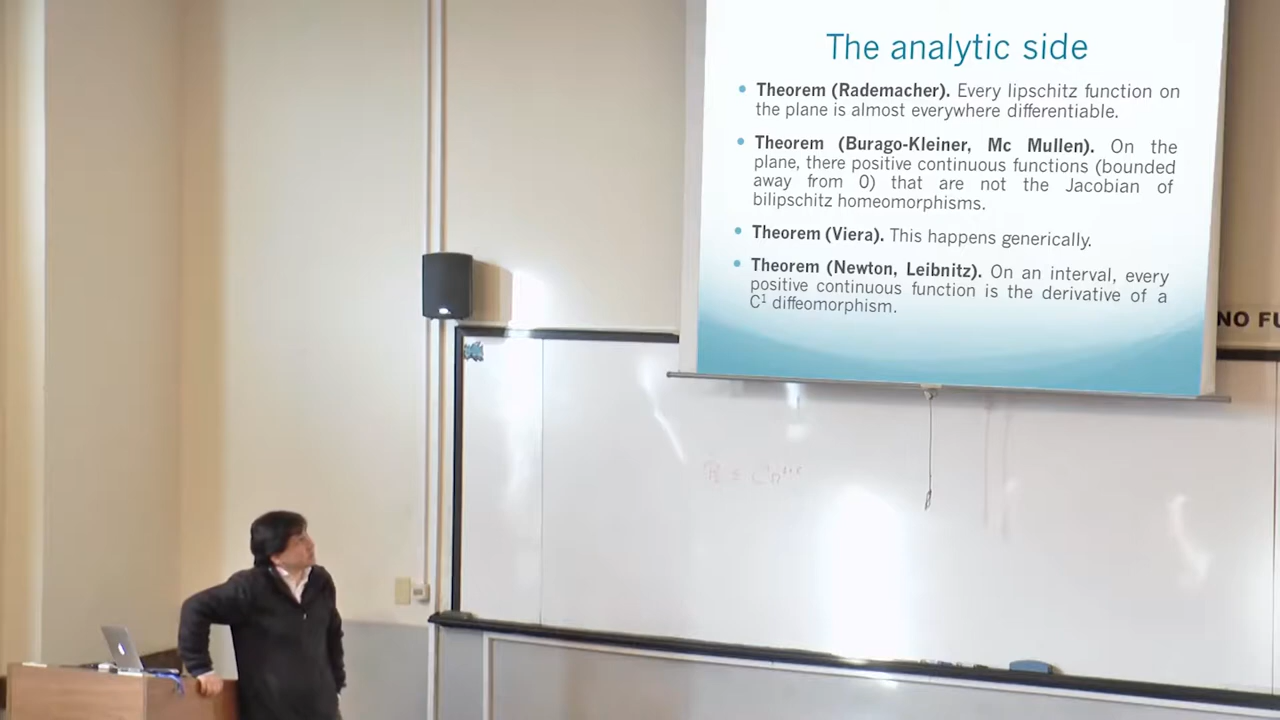 The analytic side
• Theorem (Rademacher). Every lipschitz function on
the plane is almost everywhere differentiable.
• Theorem (Burago-Kleiner, Mc Mullen). On the
plane, there positive continuous functions (bounded
away from 0) that are not the Jacobian of
bilipschitz homeomorphisms.
• Theorem (Viera). This happens generically.
• Theorem (Newton, Leibnitz). On an interval, every
positive continuous function is the derivative of a
C¹ diffeomorphism.
NO FU